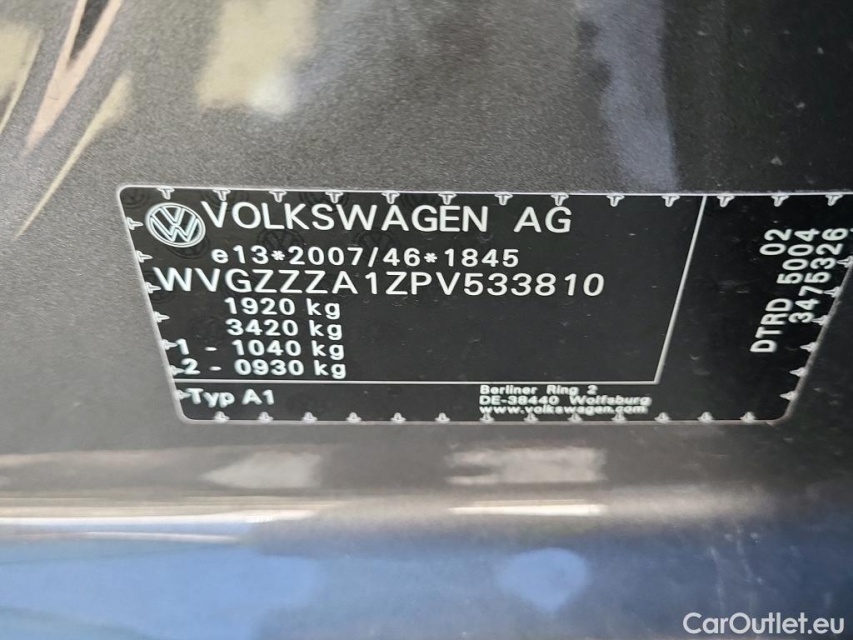 VOLKSWAGEN AG
e13*2007/46*1845
WVGZZZA1ZPV533810
1920 kg
3420 kg
1 - 1040 kg
2 - 0930 kg
Typ A1
Berliner Ring 2
DE-38440 Wolfsburg
www.volkswagen.com
02
DTRD 5004
3475326
CarOutlet.eu